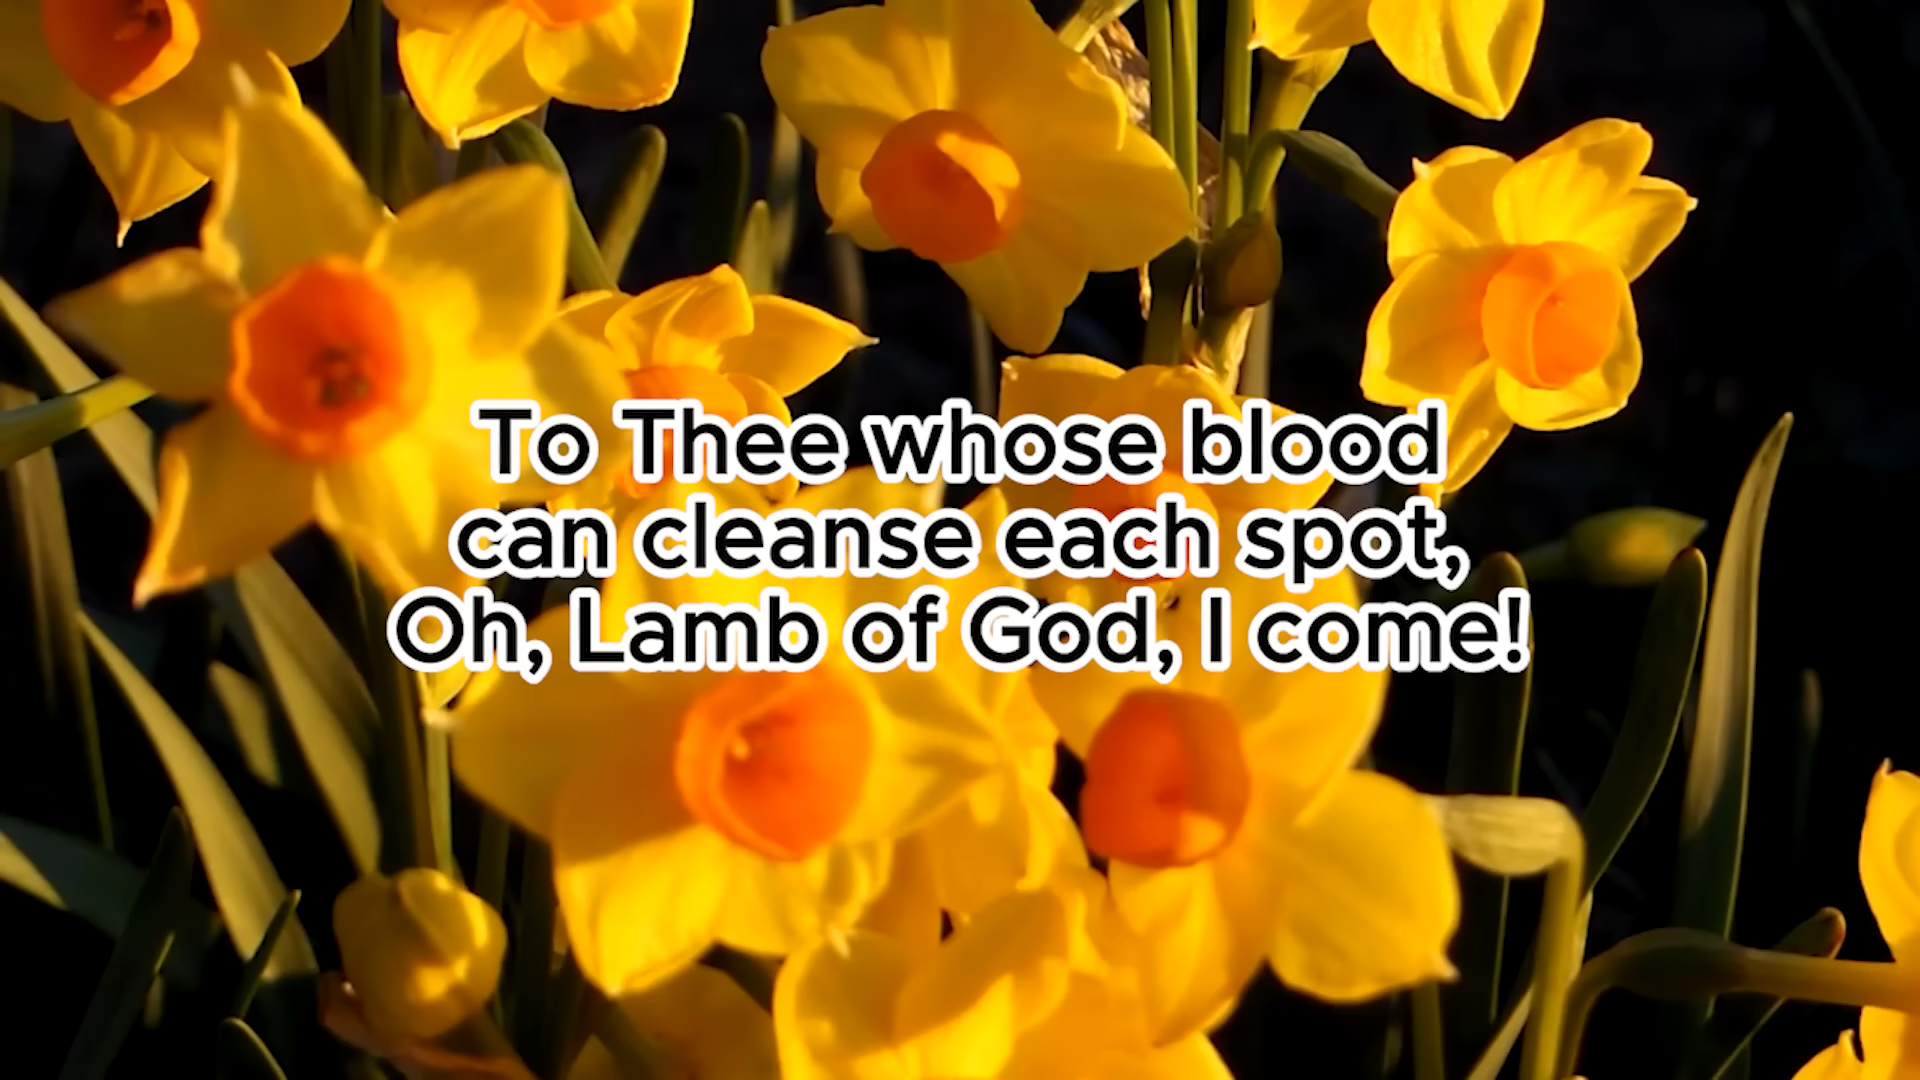 To Thee whose blood
can cleanse each spot,
Oh, Lamb of God, I come!